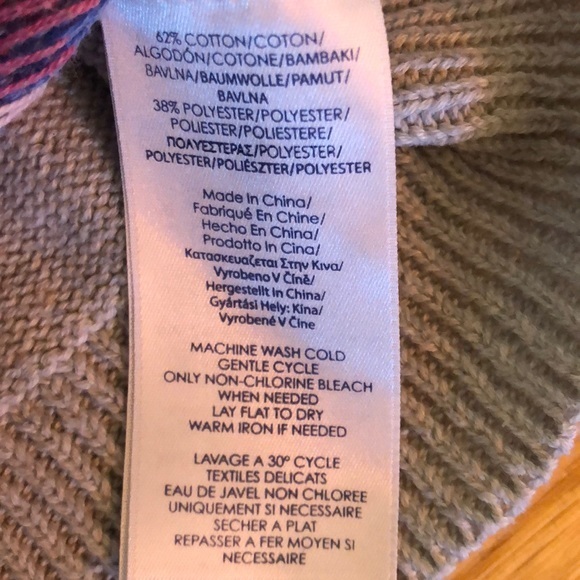 62% COTTON/COTON/
ALGODÓN/COTONE/BAMBAKI/
BAVLNA/BAUMWOLLE/PAMUT/
BAVLNA
38% POLYESTER/POLYESTER/
POLIESTER/POLIESTERE/
ΠΟΛΥΕΣΤΕΡΑΣ/POLYESTER/
POLYESTER/POLIÉSZTER/POLYESTER
Made In China/
Fabriqué En Chine/
Hecho En China/
Prodotto In Cina/
Κατασκευαζεται Στην Κινα/
Vyrobeno V Číně/
Hergestellt In China/
Gyártási Hely: Kína/
Vyrobené V Čine
MACHINE WASH COLD
GENTLE CYCLE
ONLY NON-CHLORINE BLEACH
WHEN NEEDED
LAY FLAT TO DRY
WARM IRON IF NEEDED
LAVAGE A 30° CYCLE
TEXTILES DELICATS
EAU DE JAVEL NON CHLOREE
UNIQUEMENT SI NECESSAIRE
SECHER A PLAT
REPASSER A FER MOYEN SI
NECESSAIRE